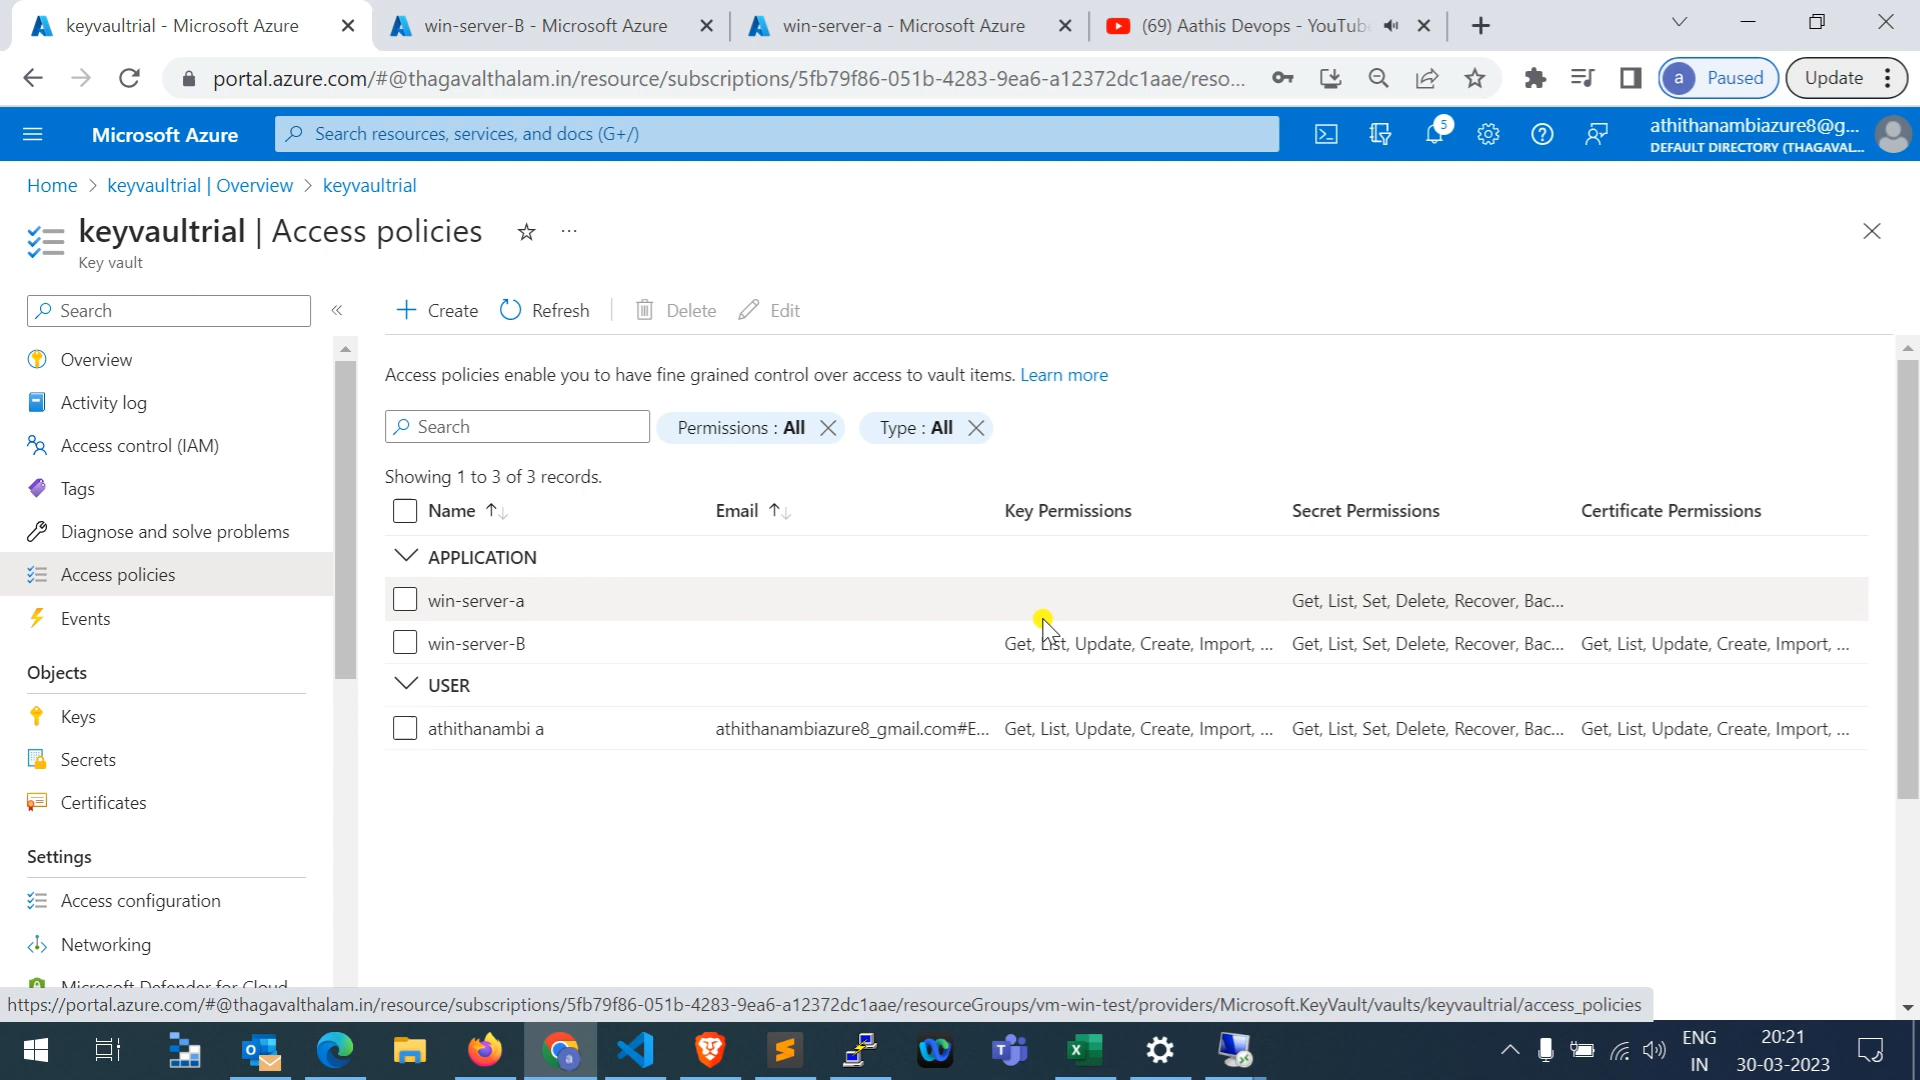 keyvaultrial - Microsoft Azure
win-server-B - Microsoft Azure
win-server-a - Microsoft Azure
(69) Aathis Devops - YouTub
portal.azure.com/#@thagavalthalam.in/resource/subscriptions/5fb79f86-051b-4283-9ea6-a12372dc1aae/reso...
a Paused
Update
Microsoft Azure
Search resources, services, and docs (G+/)
5
athithanambiazure8@g...
DEFAULT DIRECTORY (THAGAVAL...
Home > keyvaultrial | Overview > keyvaultrial
keyvaultrial | Access policies
Key vault
Search
Overview
Activity log
Access control (IAM)
Tags
Diagnose and solve problems
Access policies
Events
Objects
Keys
Secrets
Certificates
Settings
Access configuration
Networking
Microsoft Defender for Cloud
Create
Refresh
Delete
Edit
Access policies enable you to have fine grained control over access to vault items. Learn more
Search
Permissions : All
Type : All
Showing 1 to 3 of 3 records.
Name Email Key Permissions Secret Permissions Certificate Permissions
APPLICATION
win-server-a Get, List, Set, Delete, Recover, Bac...
win-server-B Get, List, Update, Create, Import, ... Get, List, Set, Delete, Recover, Bac... Get, List, Update, Create, Import, ...
USER
athithanambi a athithanambiazure8_gmail.com#E... Get, List, Update, Create, Import, ... Get, List, Set, Delete, Recover, Bac... Get, List, Update, Create, Import, ...
https://portal.azure.com/#@thagavalthalam.in/resource/subscriptions/5fb79f86-051b-4283-9ea6-a12372dc1aae/resourceGroups/vm-win-test/providers/Microsoft.KeyVault/vaults/keyvaultrial/access_policies
ENG
IN
20:21
30-03-2023